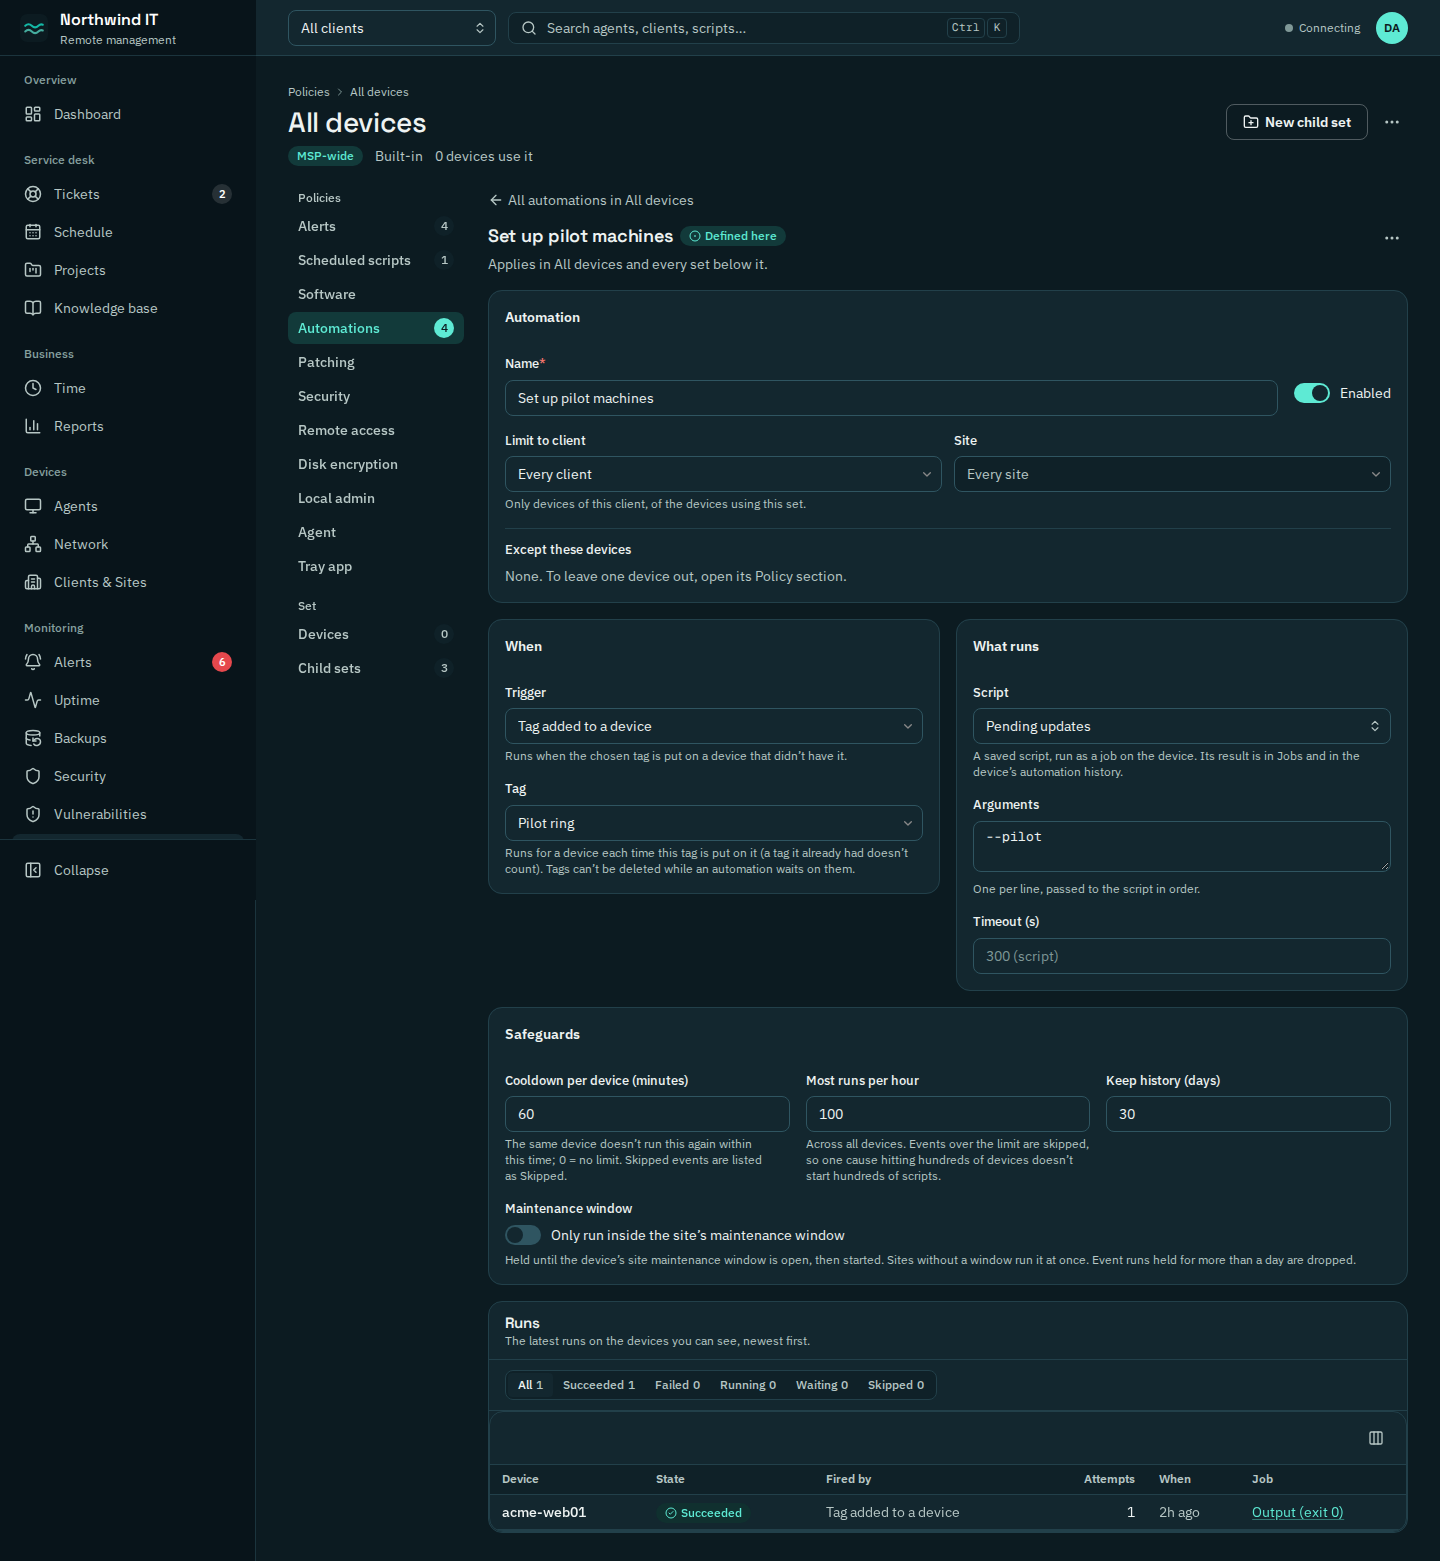 Northwind IT
Remote management
All clients
Search agents, clients, scripts...
Ctrl K
Connecting
DA
Overview
Dashboard
Service desk
Tickets 2
Schedule
Projects
Knowledge base
Business
Time
Reports
Devices
Agents
Network
Clients & Sites
Monitoring
Alerts 6
Uptime
Backups
Security
Vulnerabilities
Collapse
Policies > All devices
All devices
New child set
MSP-wide Built-in 0 devices use it
Policies
Alerts 4
Scheduled scripts 1
Software
Automations 4
Patching
Security
Remote access
Disk encryption
Local admin
Agent
Tray app
Set
Devices 0
Child sets 3
All automations in All devices
Set up pilot machines Defined here
Applies in All devices and every set below it.
Automation
Name*
Set up pilot machines
Enabled
Limit to client
Every client
Only devices of this client, of the devices using this set.
Site
Every site
Except these devices
None. To leave one device out, open its Policy section.
When
Trigger
Tag added to a device
Runs when the chosen tag is put on a device that didn't have it.
Tag
Pilot ring
Runs for a device each time this tag is put on it (a tag it already had doesn't
count). Tags can't be deleted while an automation waits on them.
What runs
Script
Pending updates
A saved script, run as a job on the device. Its result is in Jobs and in the
device's automation history.
Arguments
--pilot
One per line, passed to the script in order.
Timeout (s)
300 (script)
Safeguards
Cooldown per device (minutes)
60
The same device doesn't run this again within
this time; 0 = no limit. Skipped events are listed
as Skipped.
Most runs per hour
100
Across all devices. Events over the limit are skipped,
so one cause hitting hundreds of devices doesn't
start hundreds of scripts.
Keep history (days)
30
Maintenance window
Only run inside the site's maintenance window
Held until the device's site maintenance window is open, then started. Sites without a window run it at once. Event runs held for more than a day are dropped.
Runs
The latest runs on the devices you can see, newest first.
All 1 Succeeded 1 Failed 0 Running 0 Waiting 0 Skipped 0
Device State Fired by Attempts When Job
acme-web01 Succeeded Tag added to a device 1 2h ago Output (exit 0)